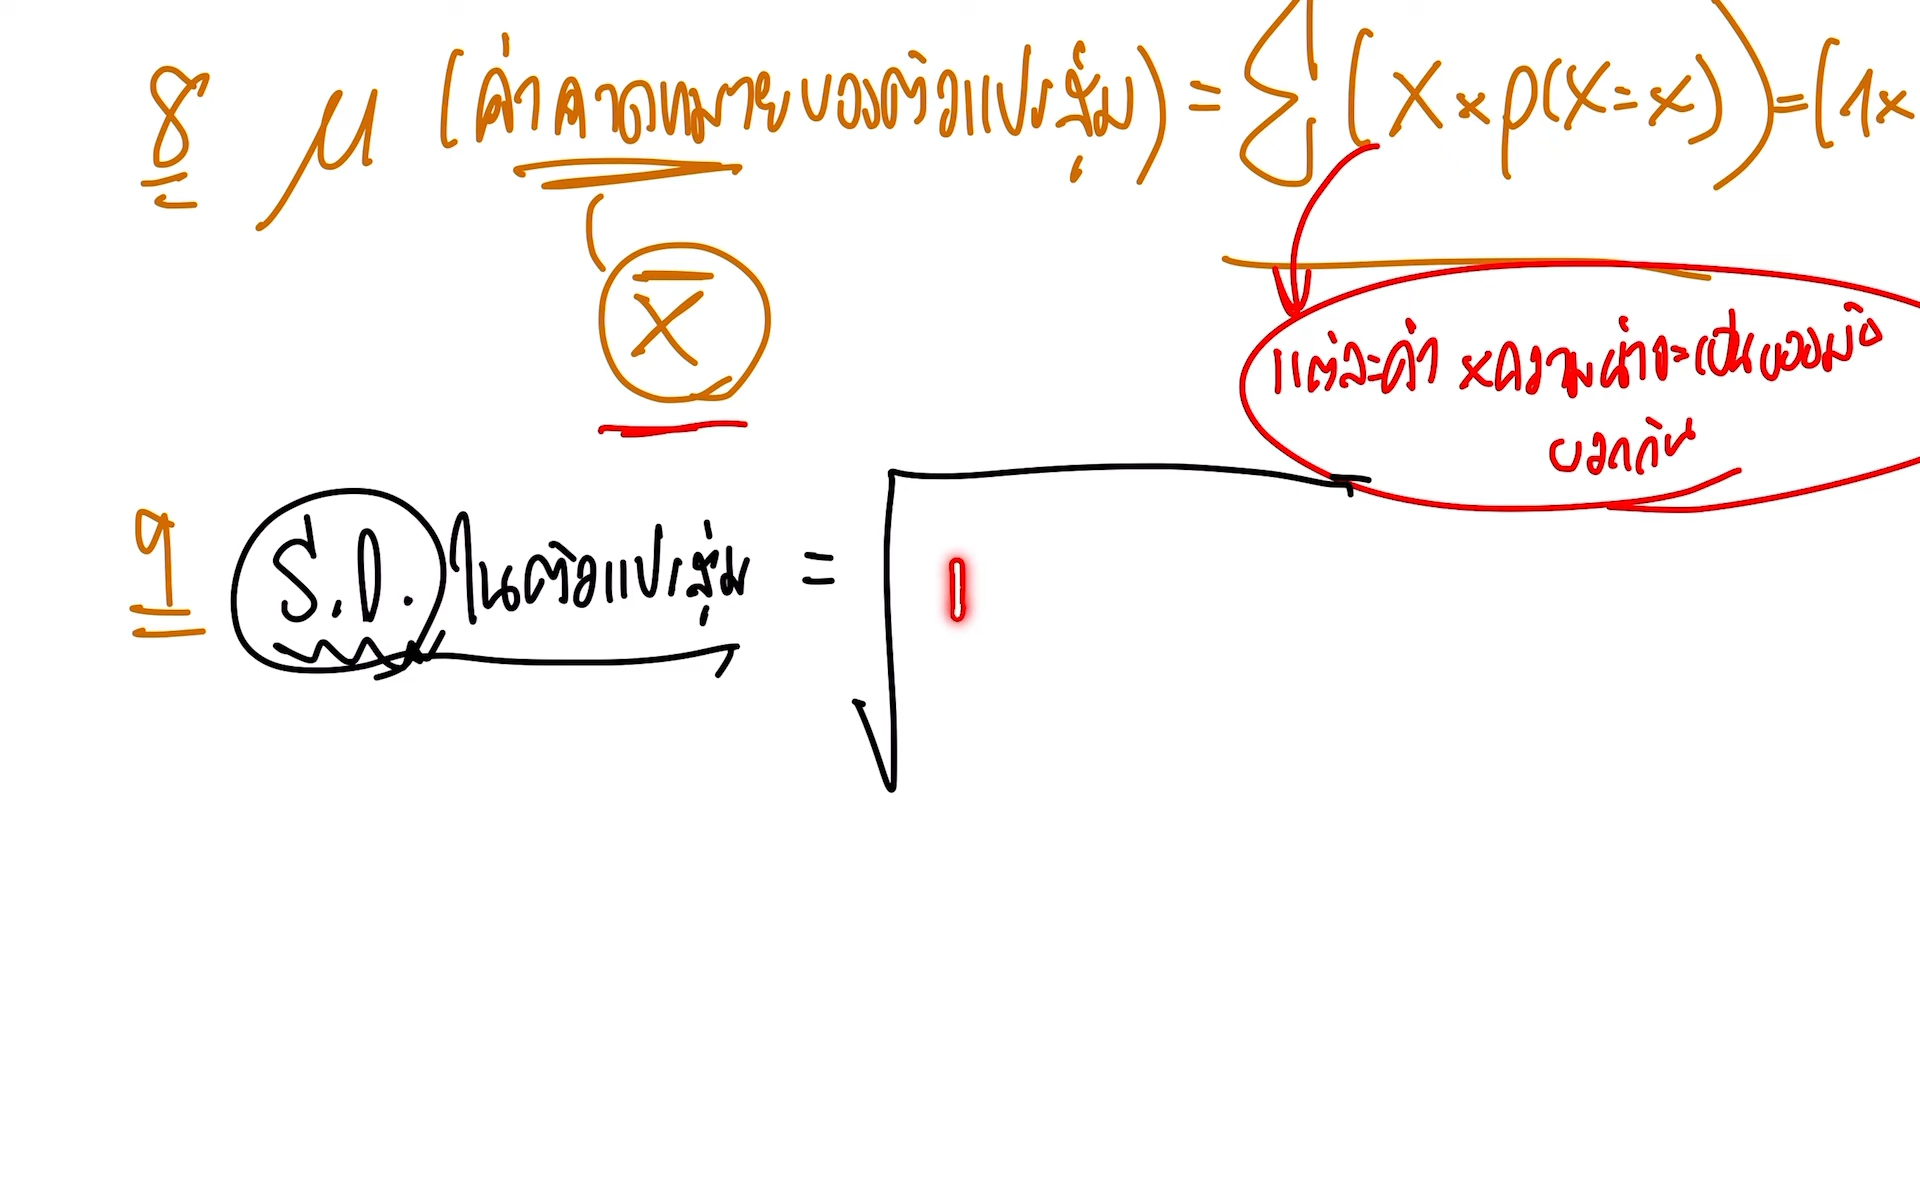 8 μ (ค่าคาดหมายของตัวแปรสุ่ม) = Σ(X × P(X=x)) = (1x
X̄
แต่ละค่า xความน่าจะเป็นของมัน
บวกกัน
9 S.D. ในตัวแปรสุ่ม = √